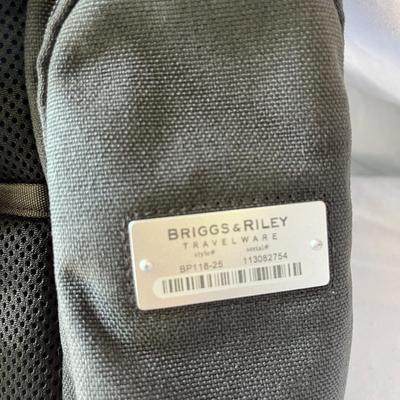 BRIGGS & RILEY
TRAVELWARE
style# serial#
BP118-25 113082754